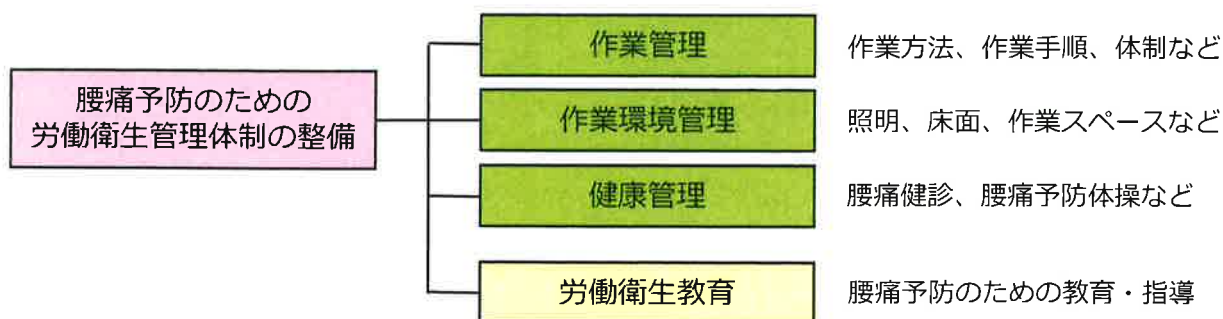 腰痛予防のための
労働衛生管理体制の整備
作業管理
作業方法、作業手順、体制など
作業環境管理
照明、床面、作業スペースなど
健康管理
腰痛健診、腰痛予防体操など
労働衛生教育
腰痛予防のための教育・指導